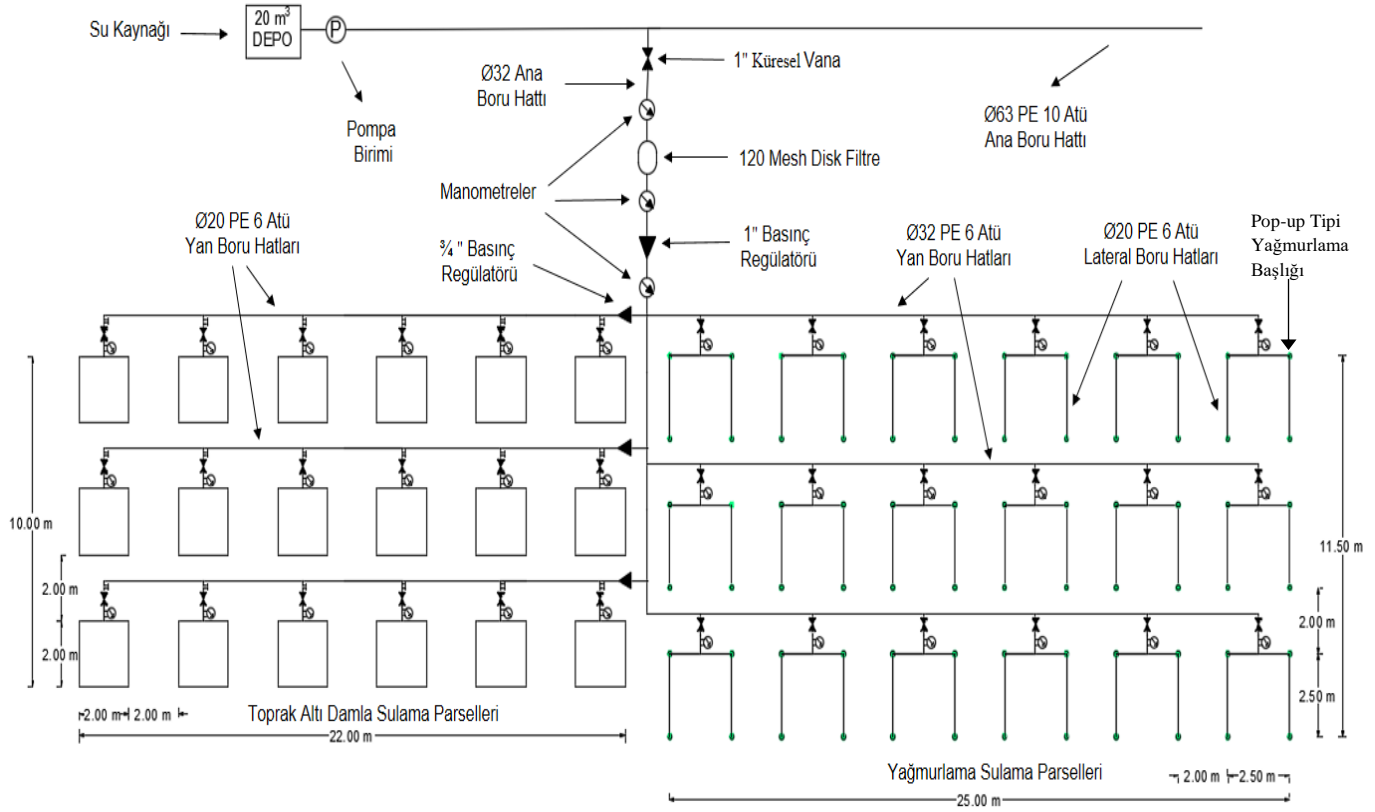 Su Kaynağı
20 m³
DEPO
P
1" Küresel Vana
Ø32 Ana
Boru Hattı
Ø63 PE 10 Atü
Ana Boru Hattı
Pompa
Birimi
120 Mesh Disk Filtre
Manometreler
Ø20 PE 6 Atü
Yan Boru Hatları
¾ " Basınç
Regülatörü
1" Basınç
Regülatörü
Ø32 PE 6 Atü
Yan Boru Hatları
Ø20 PE 6 Atü
Lateral Boru Hatları
Pop-up Tipi
Yağmurlama
Başlığı
10.00 m
2.00 m
2.00 m
2.00 m
2.00 m
Toprak Altı Damla Sulama Parselleri
22.00 m
11.50 m
2.00 m
2.50 m
Yağmurlama Sulama Parselleri
2.00 m
2.50 m
25.00 m